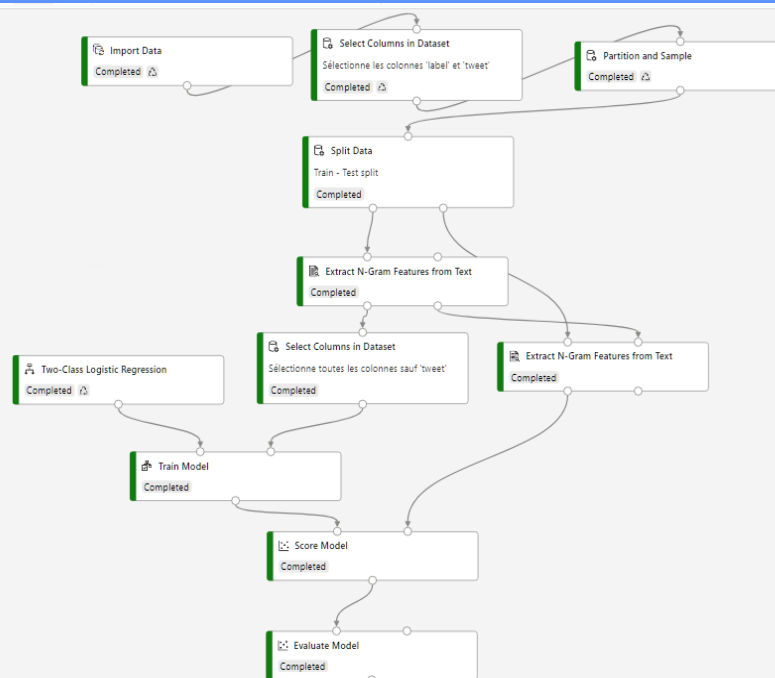 Import Data
Completed
Select Columns in Dataset
Sélectionne les colonnes 'label' et 'tweet'
Completed
Partition and Sample
Completed
Split Data
Train - Test split
Completed
Extract N-Gram Features from Text
Completed
Select Columns in Dataset
Sélectionne toutes les colonnes sauf 'tweet'
Completed
Extract N-Gram Features from Text
Completed
Two-Class Logistic Regression
Completed
Train Model
Completed
Score Model
Completed
Evaluate Model
Completed